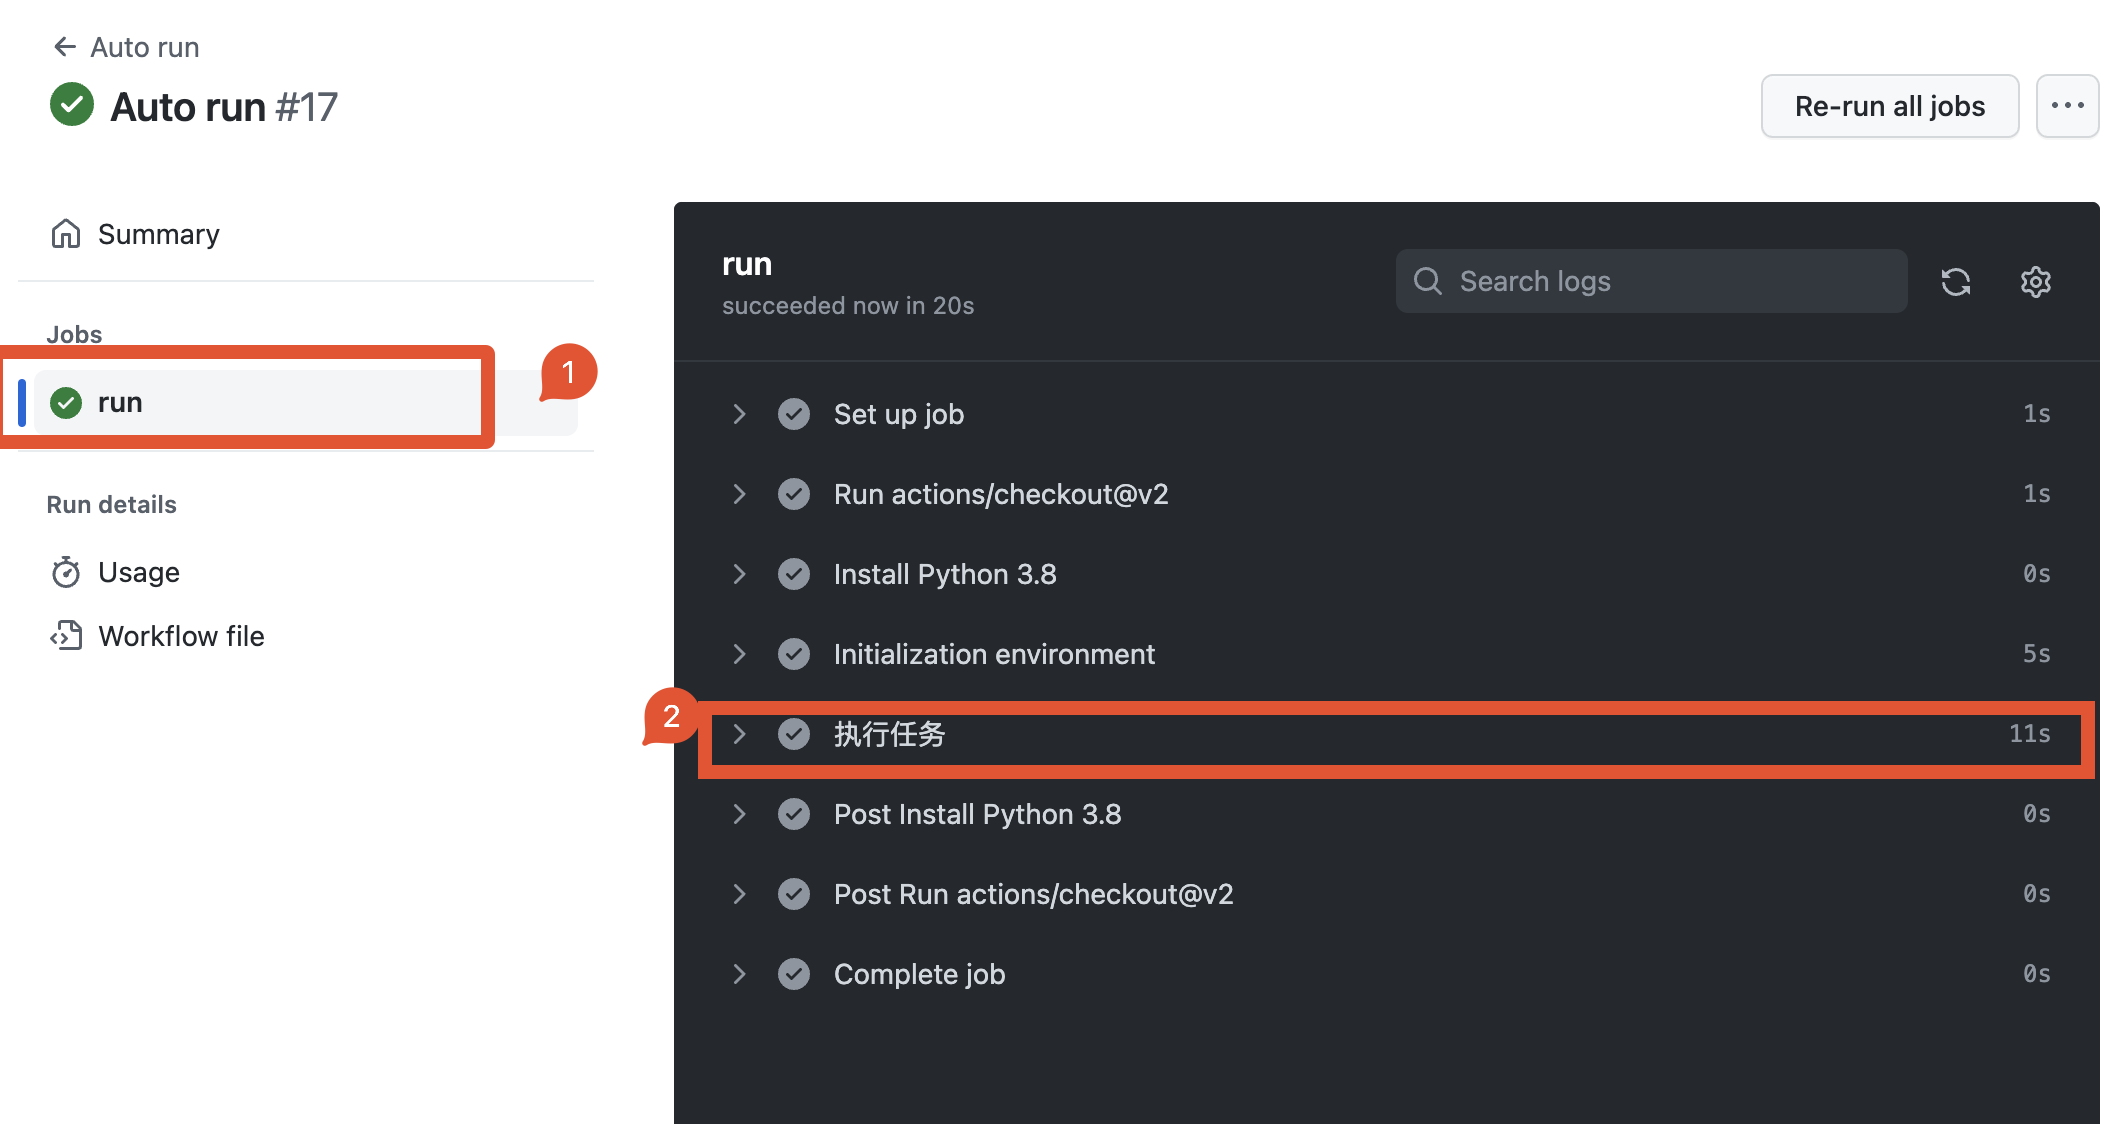 Auto run
Auto run #17
Re-run all jobs
Summary
Jobs
run
1
Run details
Usage
Workflow file
run
succeeded now in 20s
Search logs
Set up job 1s
Run actions/checkout@v2 1s
Install Python 3.8 0s
Initialization environment 5s
2
执行任务 11s
Post Install Python 3.8 0s
Post Run actions/checkout@v2 0s
Complete job 0s